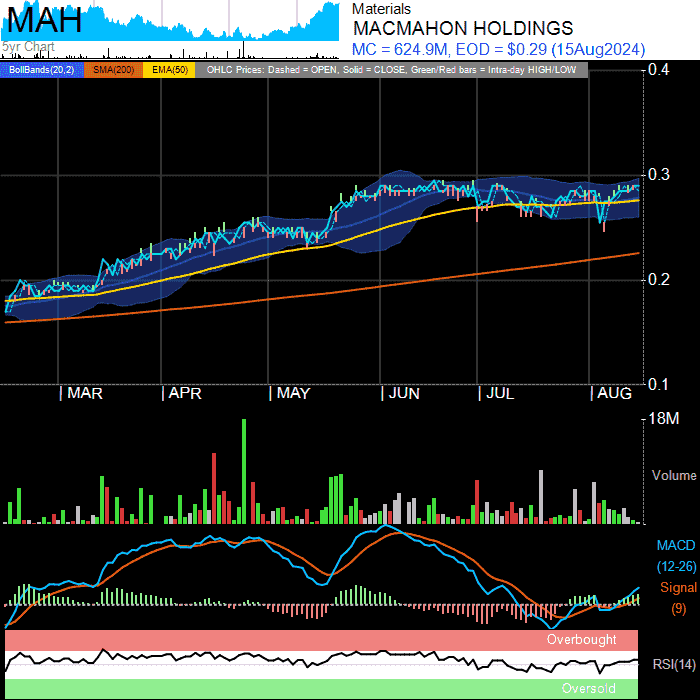 MAH
5yr Chart
Materials
MACMAHON HOLDINGS
MC = 624.9M, EOD = $0.29 (15Aug2024)
BollBands(20,2) SMA(200) EMA(50) OHLC Prices: Dashed = OPEN, Solid = CLOSE, Green/Red bars = Intra-day HIGH/LOW
0.4
0.3
0.2
0.1
MAR APR MAY JUN JUL AUG
18M
Volume
MACD
(12-26)
Signal
(9)
Overbought
RSI(14)
Oversold